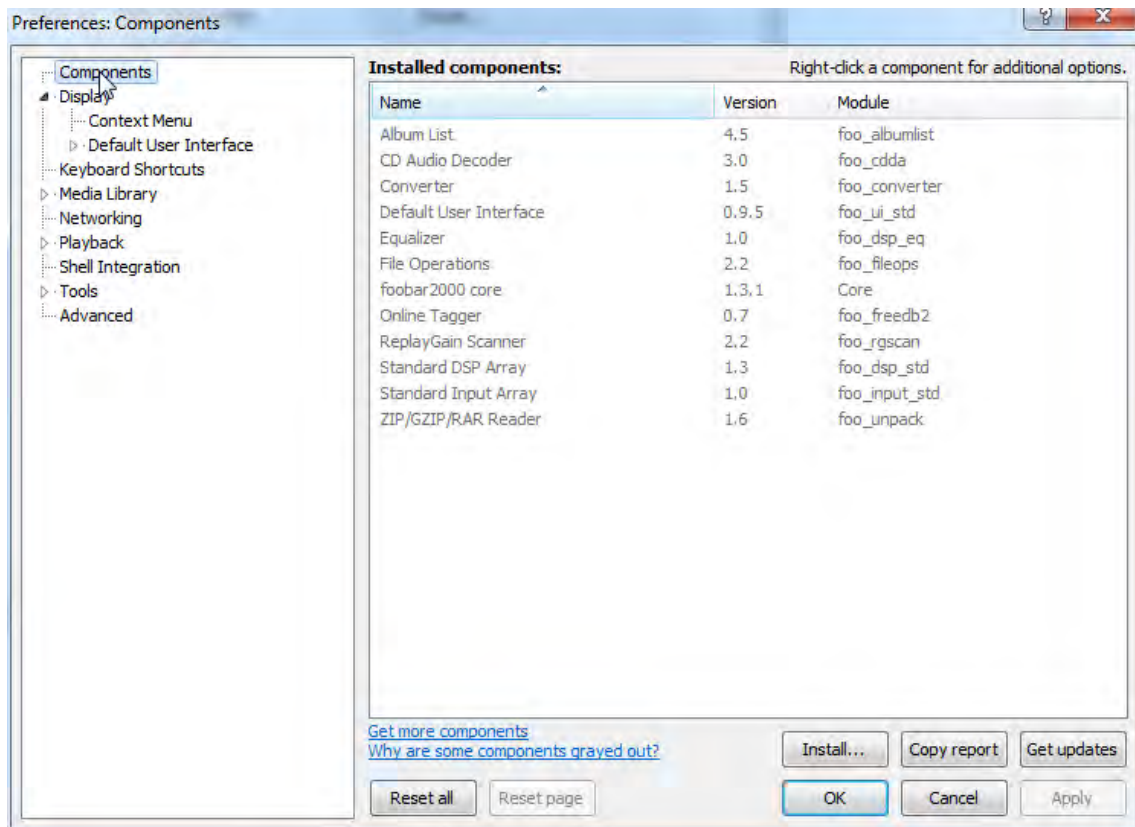 Preferences: Components
?
X
Components
Display
Context Menu
Default User Interface
Keyboard Shortcuts
Media Library
Networking
Playback
Shell Integration
Tools
Advanced
Installed components: Right-click a component for additional options.
Name Version Module
Album List 4.5 foo_albumlist
CD Audio Decoder 3.0 foo_cdda
Converter 1.5 foo_converter
Default User Interface 0.9.5 foo_ui_std
Equalizer 1.0 foo_dsp_eq
File Operations 2.2 foo_fileops
foobar2000 core 1.3.1 Core
Online Tagger 0.7 foo_freedb2
ReplayGain Scanner 2.2 foo_rgscan
Standard DSP Array 1.3 foo_dsp_std
Standard Input Array 1.0 foo_input_std
ZIP/GZIP/RAR Reader 1.6 foo_unpack
Get more components
Why are some components grayed out?
Install... Copy report Get updates
Reset all Reset page OK Cancel Apply